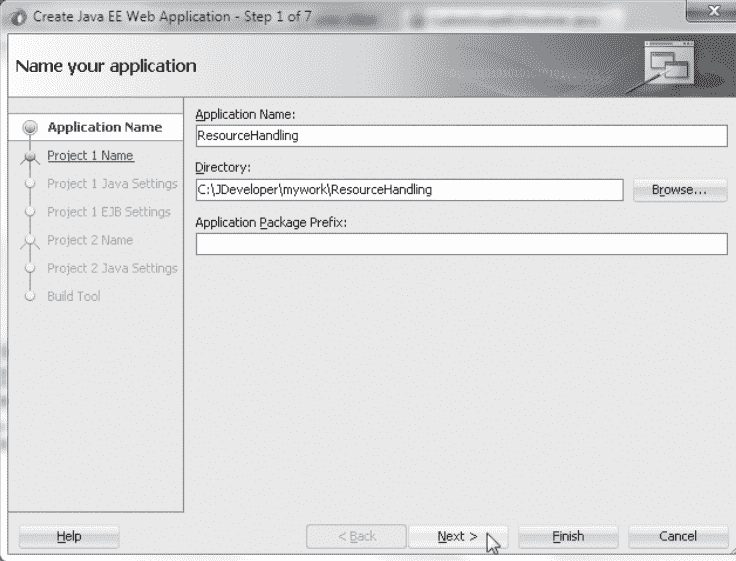 Create Java EE Web Application - Step 1 of 7
Name your application
Application Name
Project 1 Name
Project 1 Java Settings
Project 1 EJB Settings
Project 2 Name
Project 2 Java Settings
Build Tool
Application Name:
ResourceHandling
Directory:
C:\JDeveloper\mywork\ResourceHandling
Browse...
Application Package Prefix:
Help
< Back
Next >
Finish
Cancel